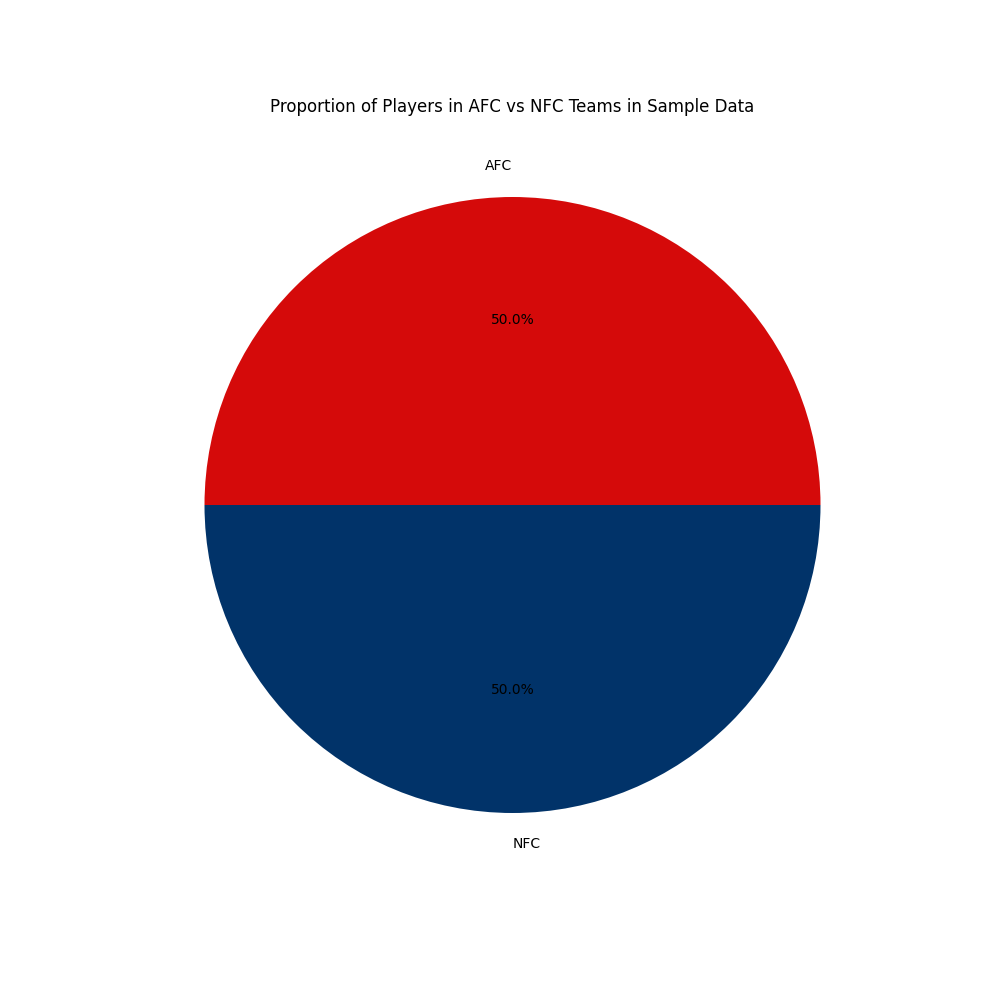 Proportion of Players in AFC vs NFC Teams in Sample Data
AFC
50.0%
50.0%
NFC